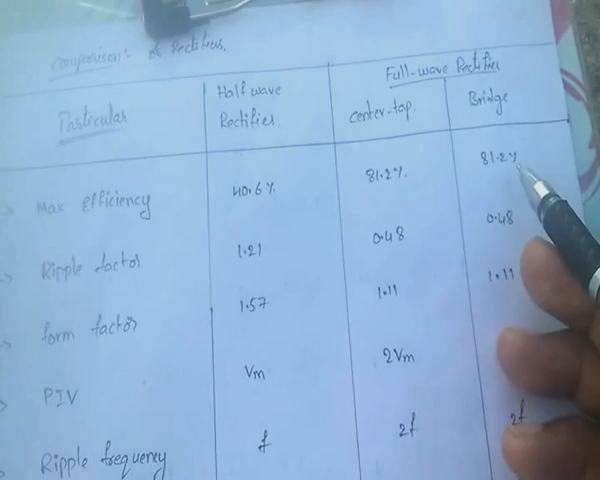 Comparison:- of Rectifiers.
Particular Half wave Rectifier Full-wave Rectifier
center-tap. Bridge
Max efficiency 40.6% 81.2%. 81.2%
Ripple factor 1.21 0.48 0.48
form factor 1.57 1.11 1.11
PIV Vm 2Vm
Ripple frequency f 2f 2f